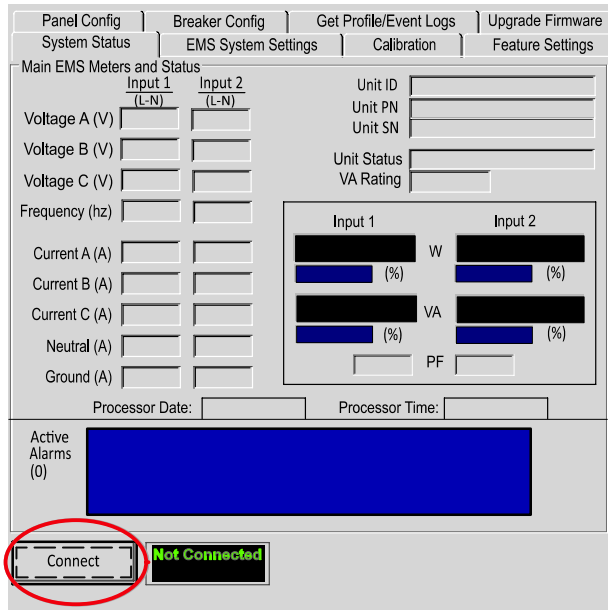 Panel Config Breaker Config Get Profile/Event Logs Upgrade Firmware
System Status EMS System Settings Calibration Feature Settings
Main EMS Meters and Status
Input 1 Input 2
(L-N) (L-N)
Voltage A (V)
Voltage B (V)
Voltage C (V)
Frequency (hz)
Current A (A)
Current B (A)
Current C (A)
Neutral (A)
Ground (A)
Unit ID
Unit PN
Unit SN
Unit Status
VA Rating
Input 1 Input 2
W
(%) (%)
VA
(%) (%)
PF
Processor Date: Processor Time:
Active
Alarms
(0)
Connect Not Connected